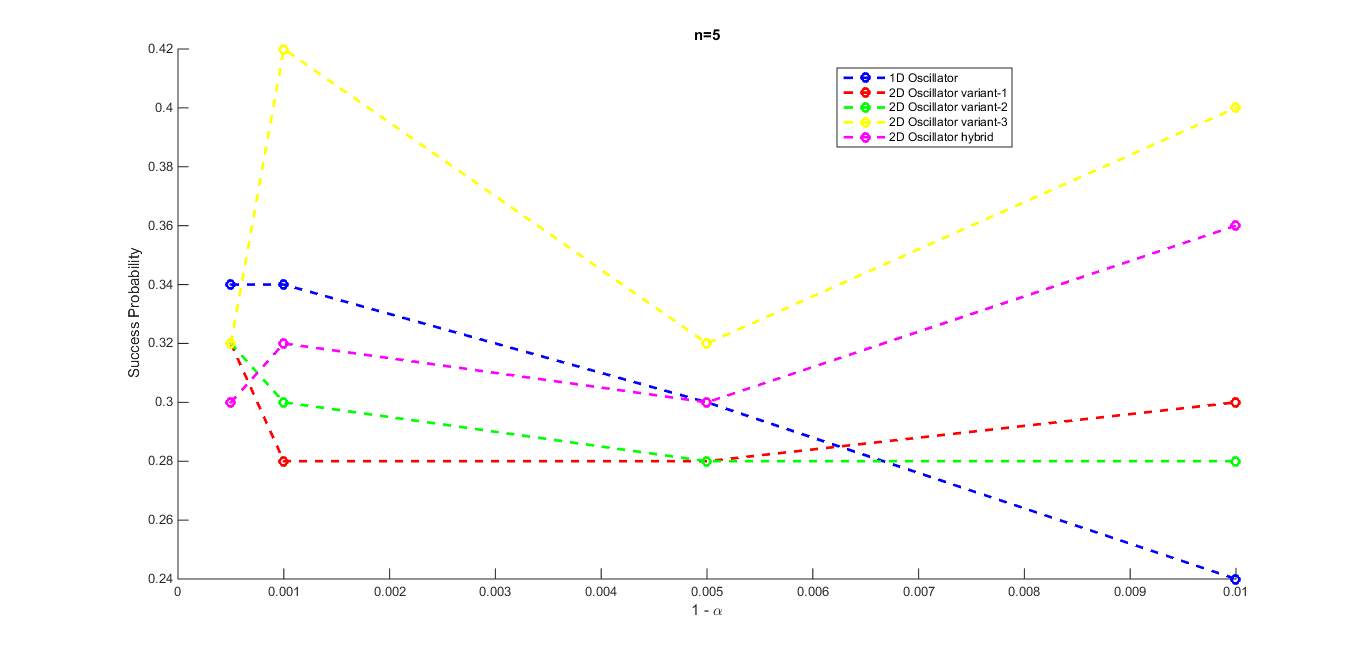 n=5
0.42
0.4
0.38
0.36
0.34
0.32
0.3
0.28
0.26
0.24
Success Probability
1D Oscillator
2D Oscillator variant-1
2D Oscillator variant-2
2D Oscillator variant-3
2D Oscillator hybrid
0 0.001 0.002 0.003 0.004 0.005 0.006 0.007 0.008 0.009 0.01
1 - α